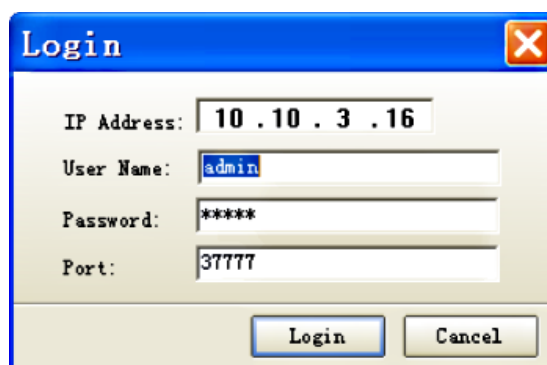 Login
IP Address: 10 .10 . 3 .16
User Name: admin
Password: *****
Port: 37777
Login Cancel